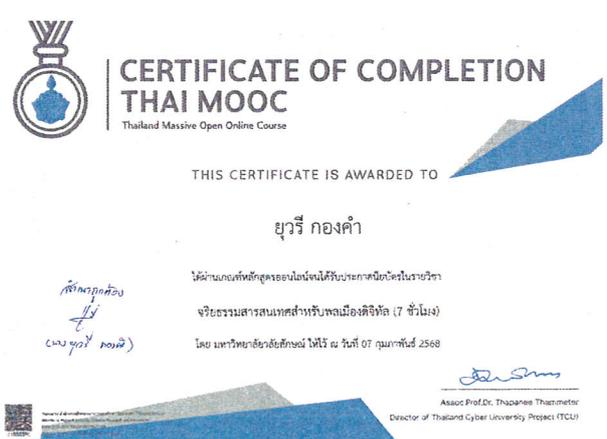 CERTIFICATE OF COMPLETION
THAI MOOC
Thailand Massive Open Online Course
THIS CERTIFICATE IS AWARDED TO
ยุวรี กองคำ
ได้ผ่านเกณฑ์หลักสูตรออนไลน์จนได้รับประกาศนียบัตรในรายวิชา
จริยธรรมสารสนเทศสำหรับพลเมืองดิจิทัล (7 ชั่วโมง)
โดย มหาวิทยาลัยวลัยลักษณ์ ให้ไว้ ณ วันที่ 07 กุมภาพันธ์ 2568
สำเนาถูกต้อง
(นางยุวรี กองคำ)
Assoc Prof.Dr. Thapanee Thammetar
Director of Thailand Cyber University Project (TCU)